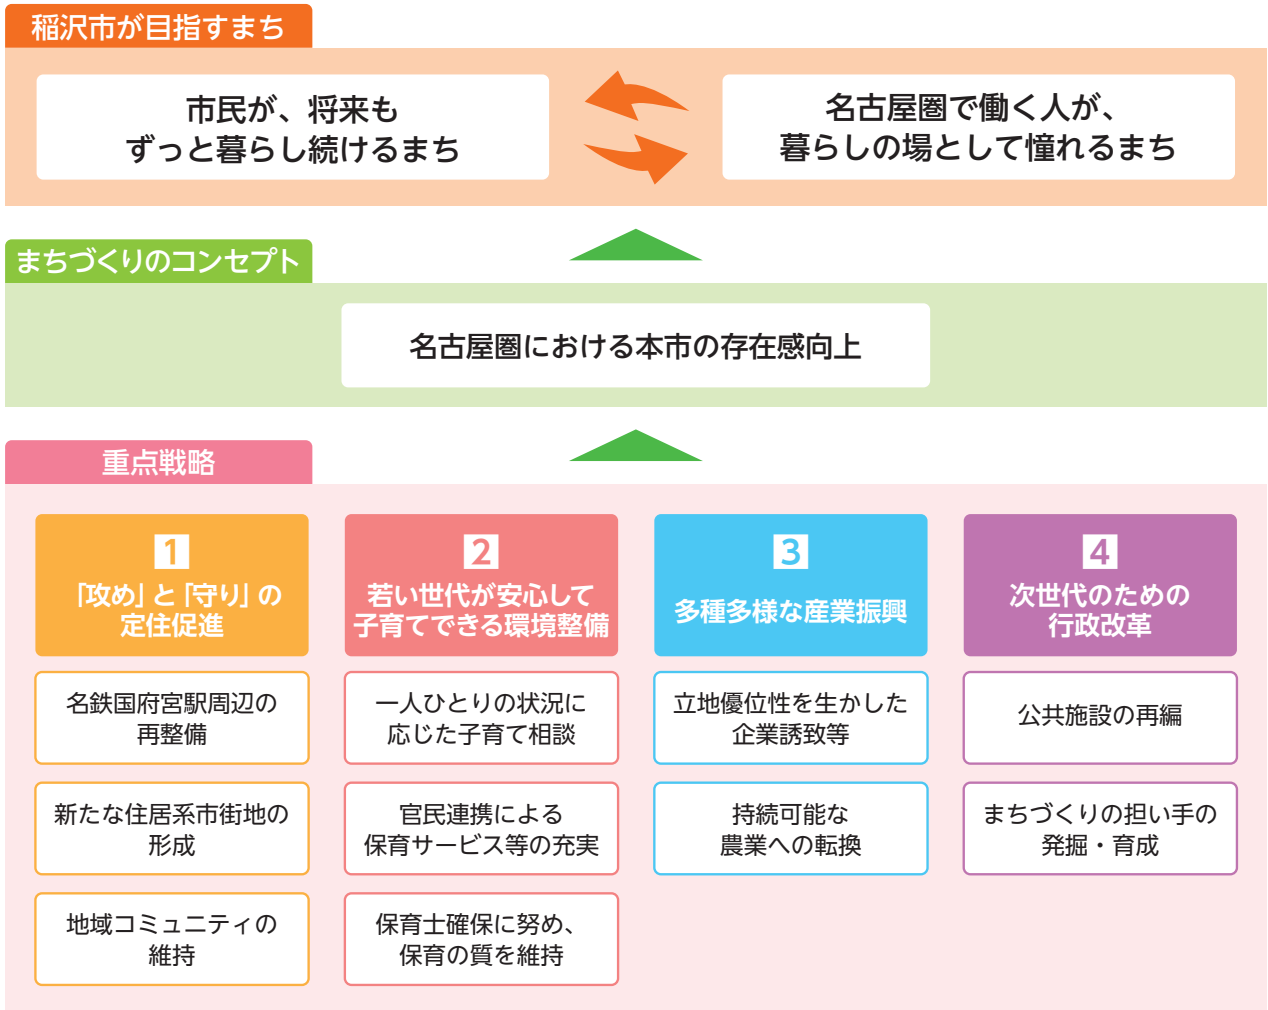 稲沢市が目指すまち
市民が、将来も
ずっと暮らし続けるまち
名古屋圏で働く人が、
暮らしの場として憧れるまち
まちづくりのコンセプト
名古屋圏における本市の存在感向上
重点戦略
1
「攻め」と「守り」の
定住促進
名鉄国府宮駅周辺の
再整備
新たな住居系市街地の
形成
地域コミュニティの
維持
2
若い世代が安心して
子育てできる環境整備
一人ひとりの状況に
応じた子育て相談
官民連携による
保育サービス等の充実
保育士確保に努め、
保育の質を維持
3
多種多様な産業振興
立地優位性を生かした
企業誘致等
持続可能な
農業への転換
4
次世代のための
行政改革
公共施設の再編
まちづくりの担い手の
発掘・育成